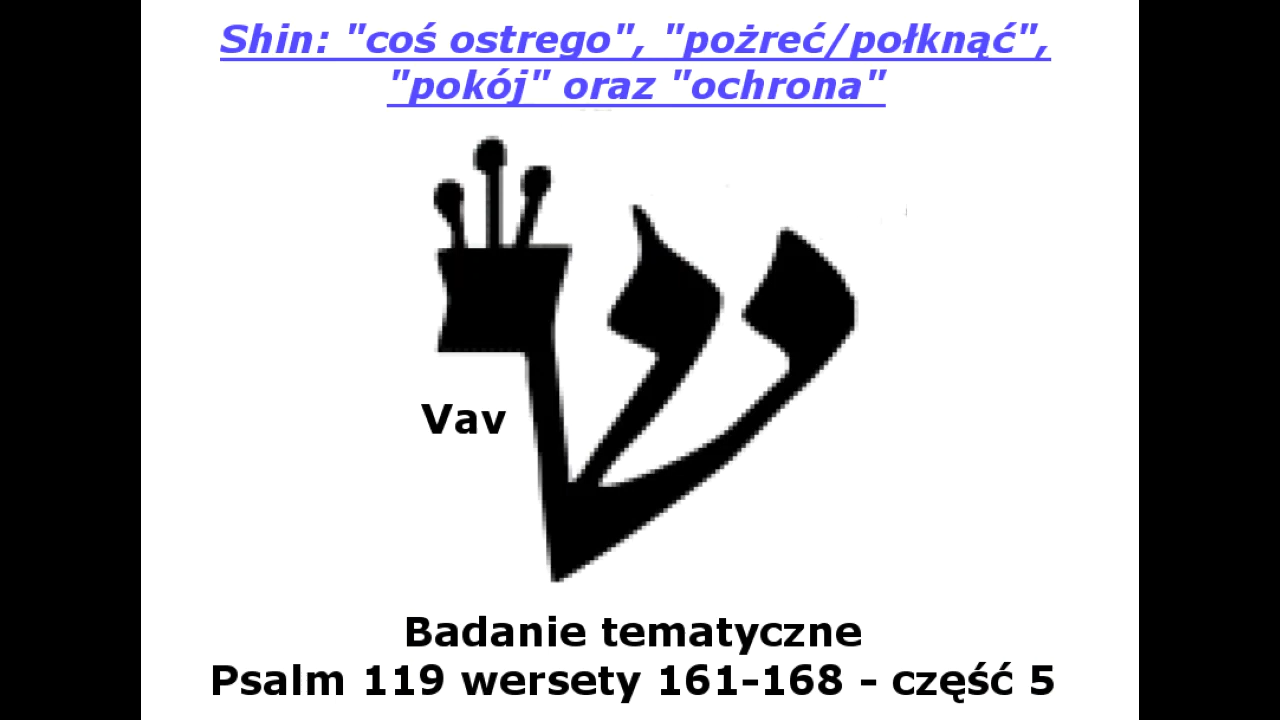 Shin: "coś ostrego", "pożreć/połknąć",
"pokój" oraz "ochrona"
ש
Vav
Badanie tematyczne
Psalm 119 wersety 161-168 - część 5